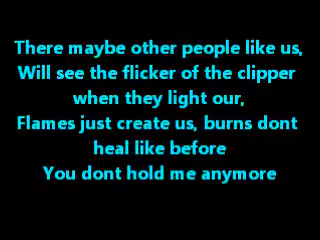 There maybe other people like us,
Will see the flicker of the clipper
when they light our,
Flames just create us, burns dont
heal like before
You dont hold me anymore